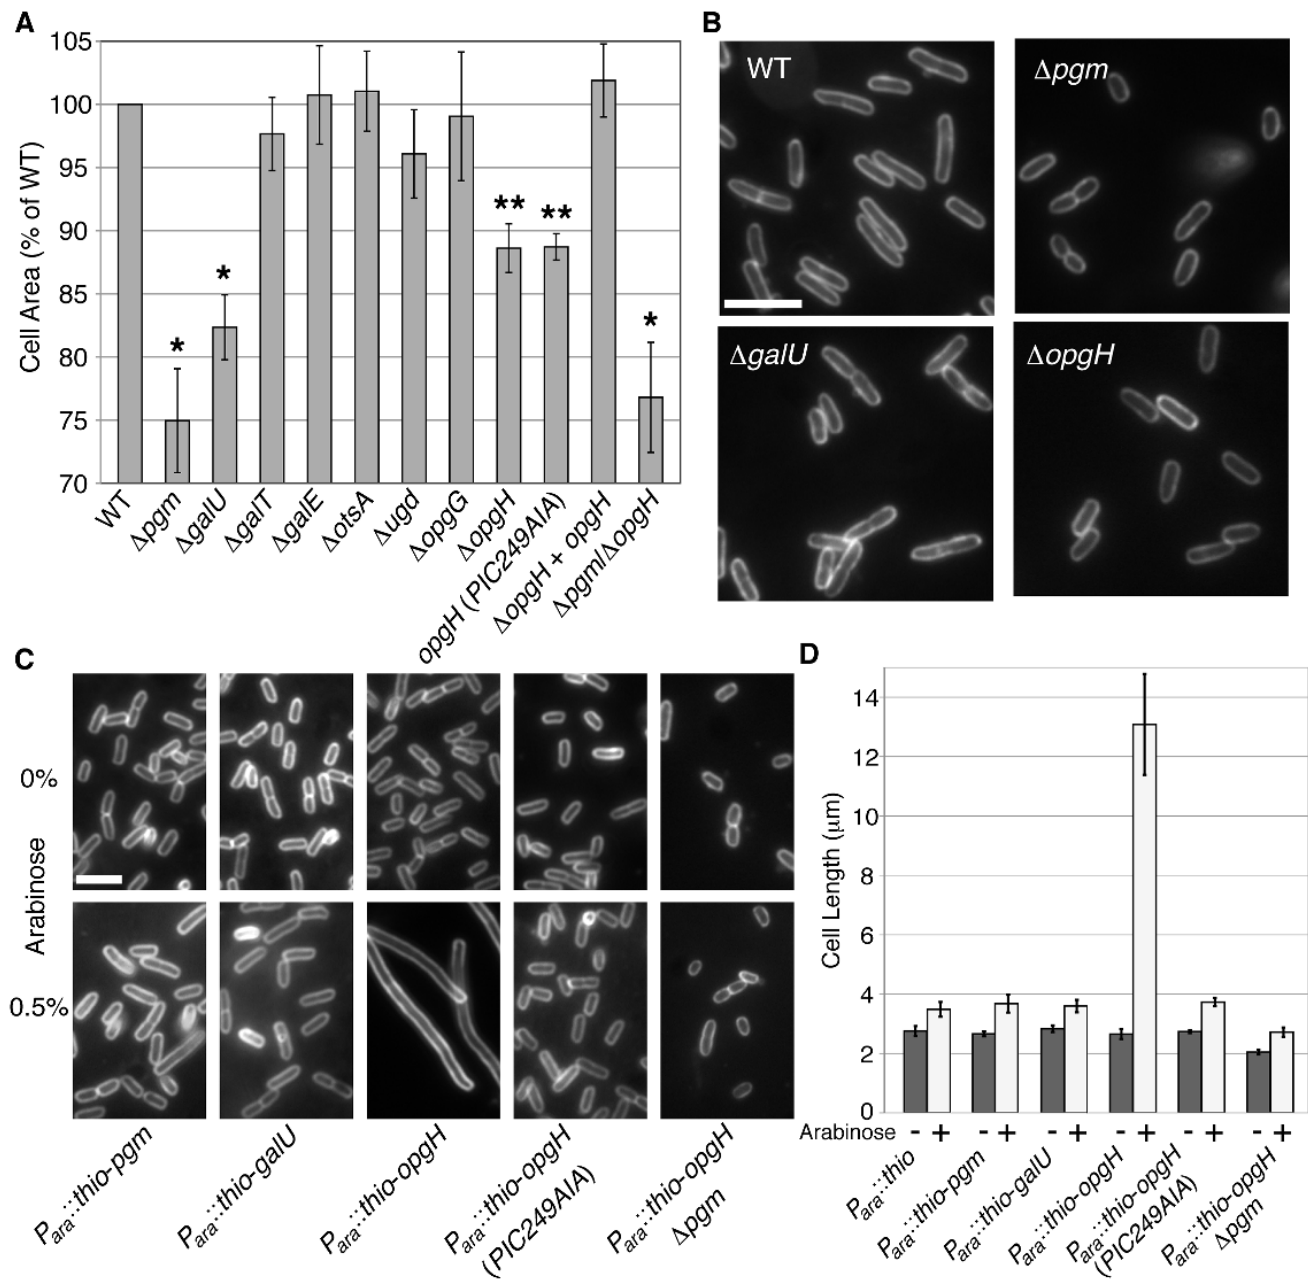 A
105
100
95
90
85
80
75
70
Cell Area (% of WT)
*
*
**
**
*
WT
Δpgm
ΔgalU
ΔgalT
ΔgalE
ΔotsA
Δugd
ΔopgG
ΔopgH
opgH (PIC249AIA)
ΔopgH + opgH
Δpgm/ΔopgH
B
WT
Δpgm
ΔgalU
ΔopgH
C
0%
Arabinose
0.5%
Para::thio-pgm
Para::thio-galU
Para::thio-opgH
Para::thio-opgH
(PIC249AIA)
Para::thio-opgH
Δpgm
D
14
12
10
8
6
4
2
0
Cell Length (μm)
Arabinose - + - + - + - + - + - +
Para::thio
Para::thio-pgm
Para::thio-galU
Para::thio-opgH
Para::thio-opgH
(PIC249AIA)
Para::thio-opgH
Δpgm